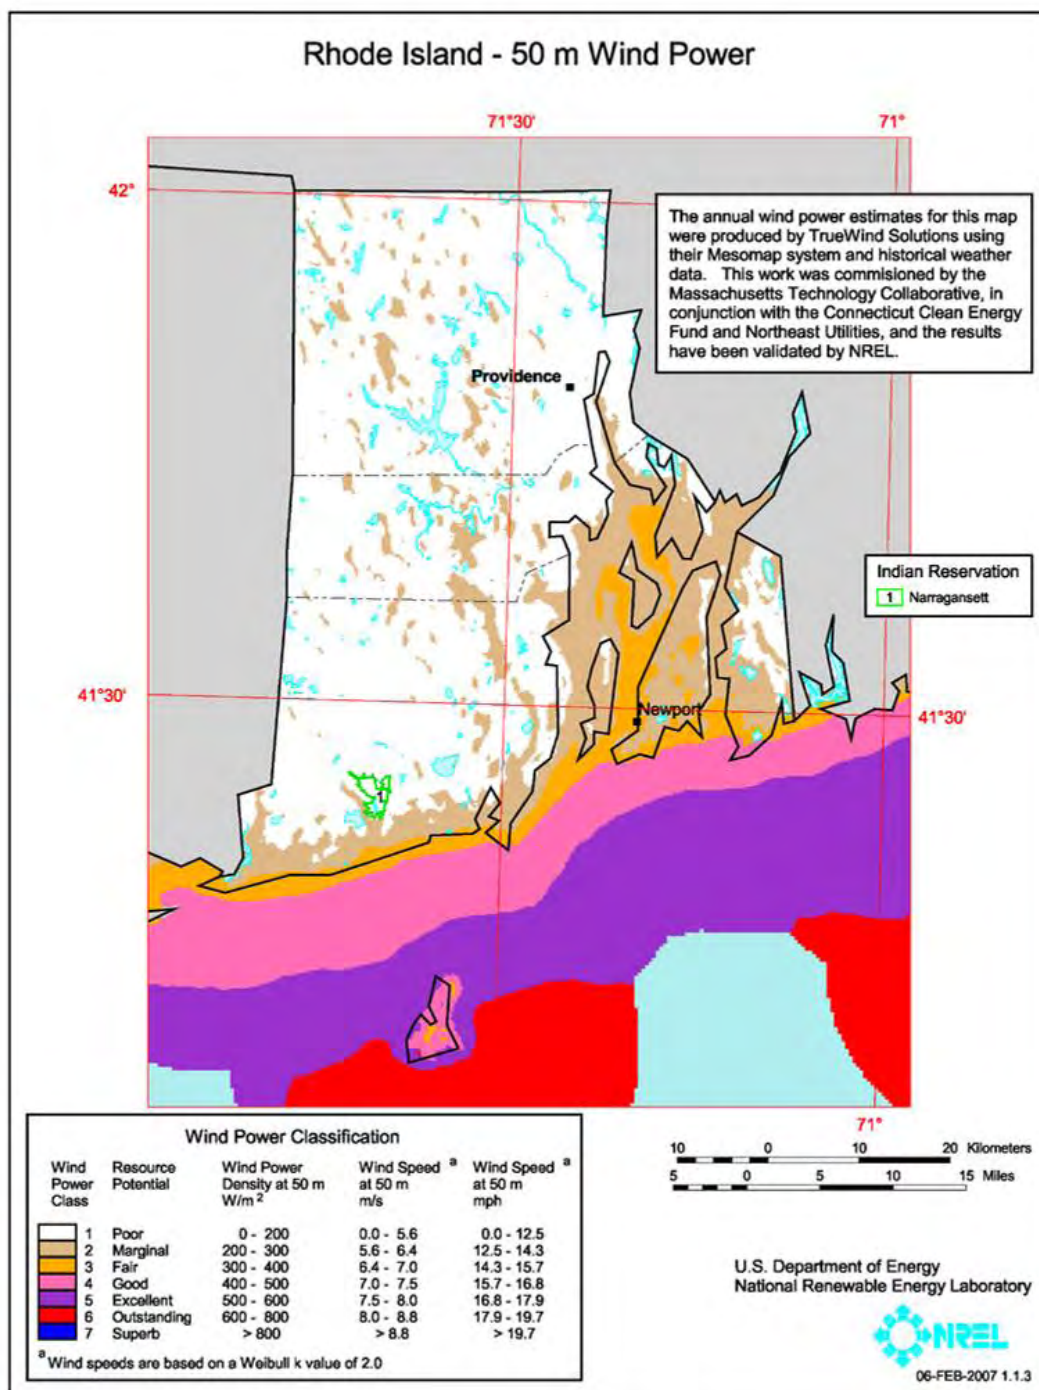 Rhode Island - 50 m Wind Power
71°30'
71°
42°
The annual wind power estimates for this map
were produced by TrueWind Solutions using
their Mesomap system and historical weather
data. This work was commisioned by the
Massachusetts Technology Collaborative, in
conjunction with the Connecticut Clean Energy
Fund and Northeast Utilities, and the results
have been validated by NREL.
Providence
Indian Reservation
1 Narragansett
41°30'
Newport
41°30'
1
71°
Wind Power Classification
Wind Resource Wind Power Wind Speed a Wind Speed a
Power Potential Density at 50 m at 50 m at 50 m
Class W/m 2 m/s mph
1 Poor 0 - 200 0.0 - 5.6 0.0 - 12.5
2 Marginal 200 - 300 5.6 - 6.4 12.5 - 14.3
3 Fair 300 - 400 6.4 - 7.0 14.3 - 15.7
4 Good 400 - 500 7.0 - 7.5 15.7 - 16.8
5 Excellent 500 - 600 7.5 - 8.0 16.8 - 17.9
6 Outstanding 600 - 800 8.0 - 8.8 17.9 - 19.7
7 Superb > 800 > 8.8 > 19.7
a Wind speeds are based on a Weibull k value of 2.0
10 0 10 20 Kilometers
5 0 5 10 15 Miles
U.S. Department of Energy
National Renewable Energy Laboratory
NREL
06-FEB-2007 1.1.3